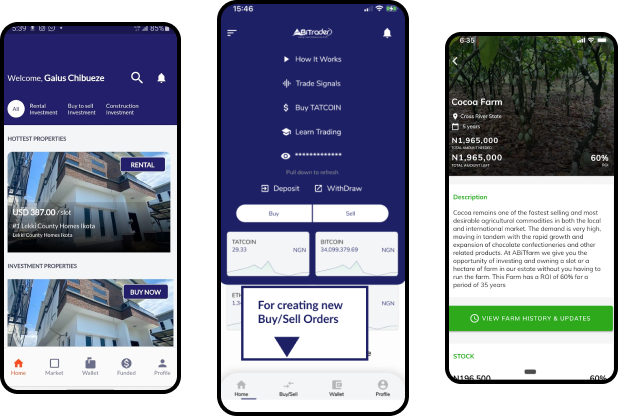 5:39
85%
Welcome, Galus Chibueze
All
Rental
Investment
Buy to sell
Investment
Construction
Investment
HOTTEST PROPERTIES
RENTAL
USD 387.00 / slot
#1 Lekki County Homes Ikota
Lekki County Homes Ikota
INVESTMENT PROPERTIES
BUY NOW
Home
Market
Wallet
Funded
Profile
15:46
ABiTrader
How It Works
Trade Signals
Buy TATCOIN
Learn Trading
*************
Pull down to refresh
Deposit
WithDraw
Buy
Sell
TATCOIN
29.33
NGN
BITCOIN
34,099,379.69
NGN
NGN
For creating new
Buy/Sell Orders
Home
Buy/Sell
Wallet
Profile
6:35
Cocoa Farm
Cross River State
5 years
N1,965,000
TOTAL AMOUNT NEEDED
N1,965,000
TOTAL AMOUNT LEFT
60%
ROI
Description
Cocoa remains one of the fastest selling and most
desirable agricultural commodities in both the local
and international market. The demand is very high,
moving in tandem with the rapid growth and
expansion of chocolate confectioneries and other
related products. At ABiTfarm we give you the
opportunity of investing and owning a slot or a
hectare of farm in our estate without you having to
run the farm. This Farm has a ROI of 60% for a
period of 35 years
VIEW FARM HISTORY & UPDATES
STOCK
N196,500
60%